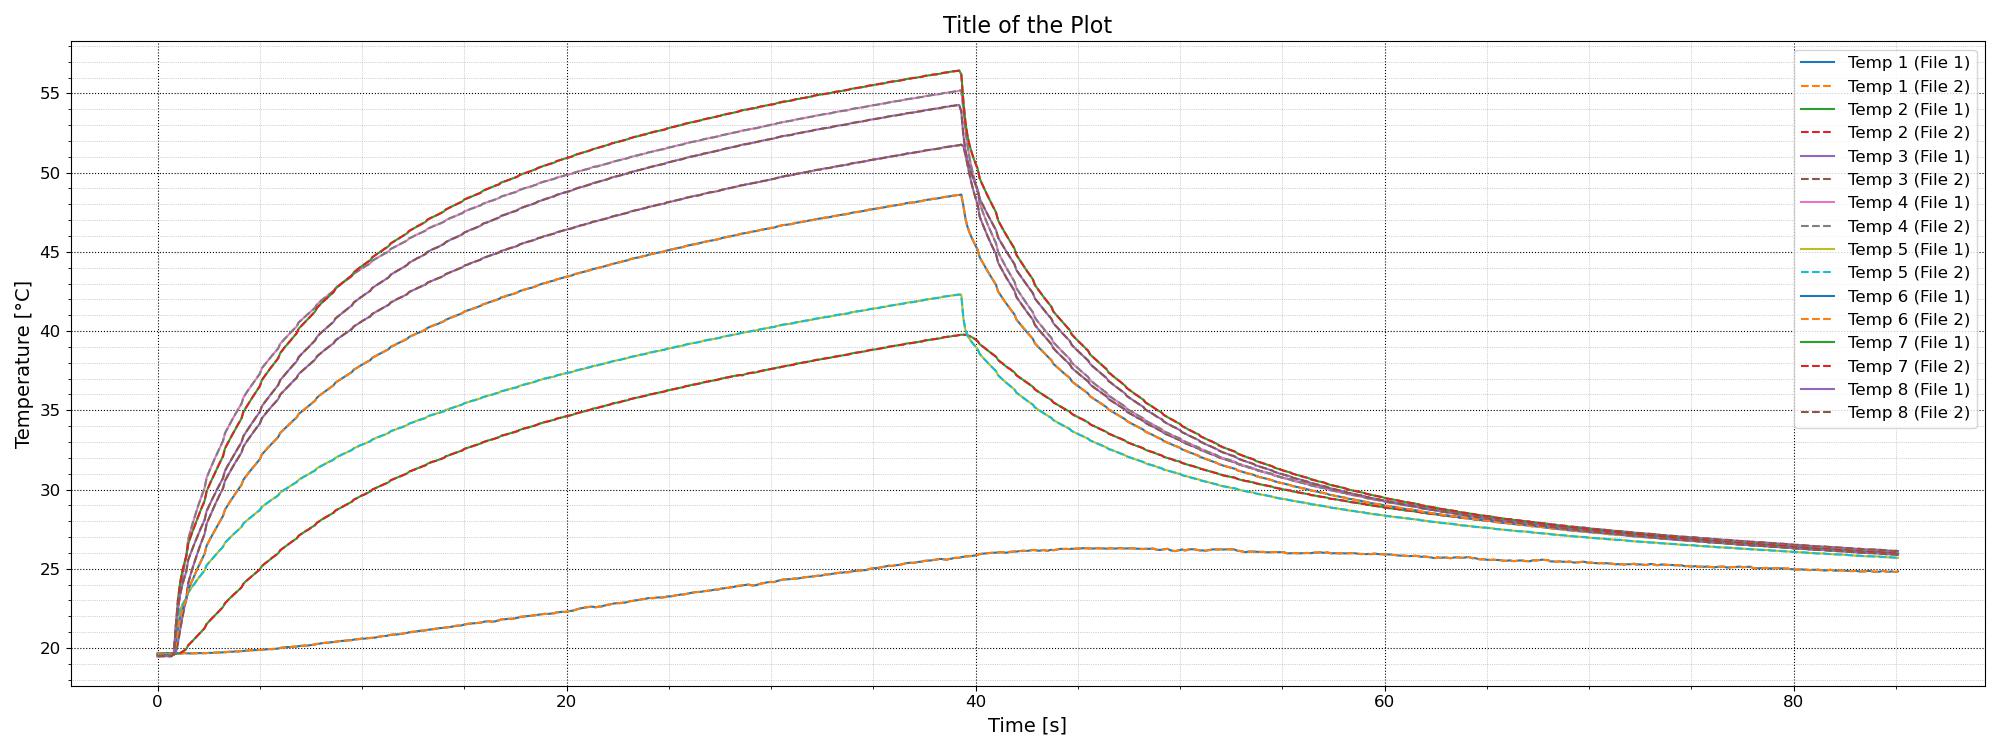 Title of the Plot
Temperature [°C]
55
50
45
40
35
30
25
20
0
20
40
60
80
Time [s]
Temp 1 (File 1)
Temp 1 (File 2)
Temp 2 (File 1)
Temp 2 (File 2)
Temp 3 (File 1)
Temp 3 (File 2)
Temp 4 (File 1)
Temp 4 (File 2)
Temp 5 (File 1)
Temp 5 (File 2)
Temp 6 (File 1)
Temp 6 (File 2)
Temp 7 (File 1)
Temp 7 (File 2)
Temp 8 (File 1)
Temp 8 (File 2)